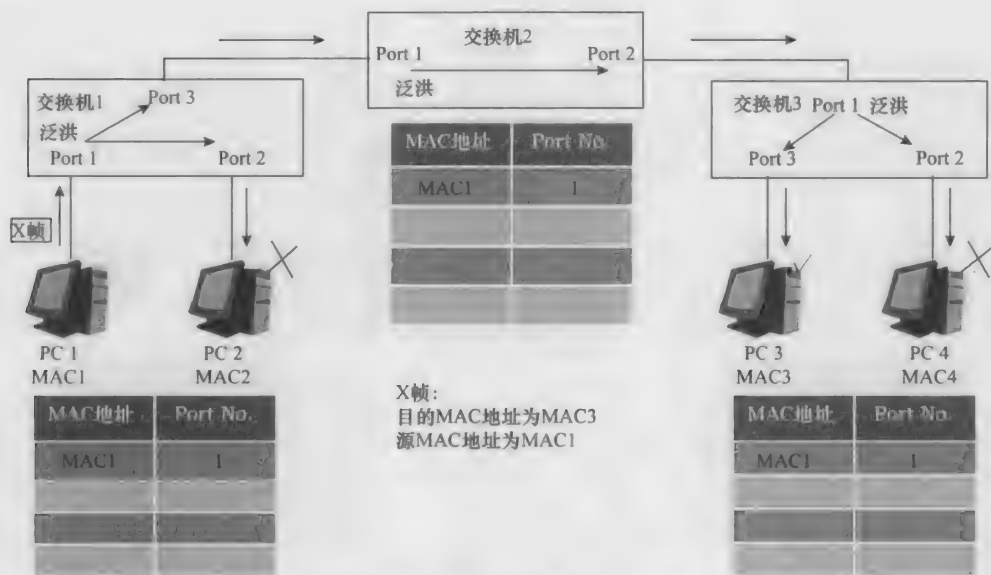 交换机2
Port 1
Port 2
泛洪
交换机1
Port 3
泛洪
Port 1
Port 2
交换机3 Port 1 泛洪
Port 3
Port 2
X帧
MAC地址 Port No.
MAC1 1
PC 1
MAC1
PC 2
MAC2
PC 3
MAC3
PC 4
MAC4
X帧：
目的MAC地址为MAC3
源MAC地址为MAC1
MAC地址 Port No.
MAC1 1
MAC地址 Port No.
MAC1 1